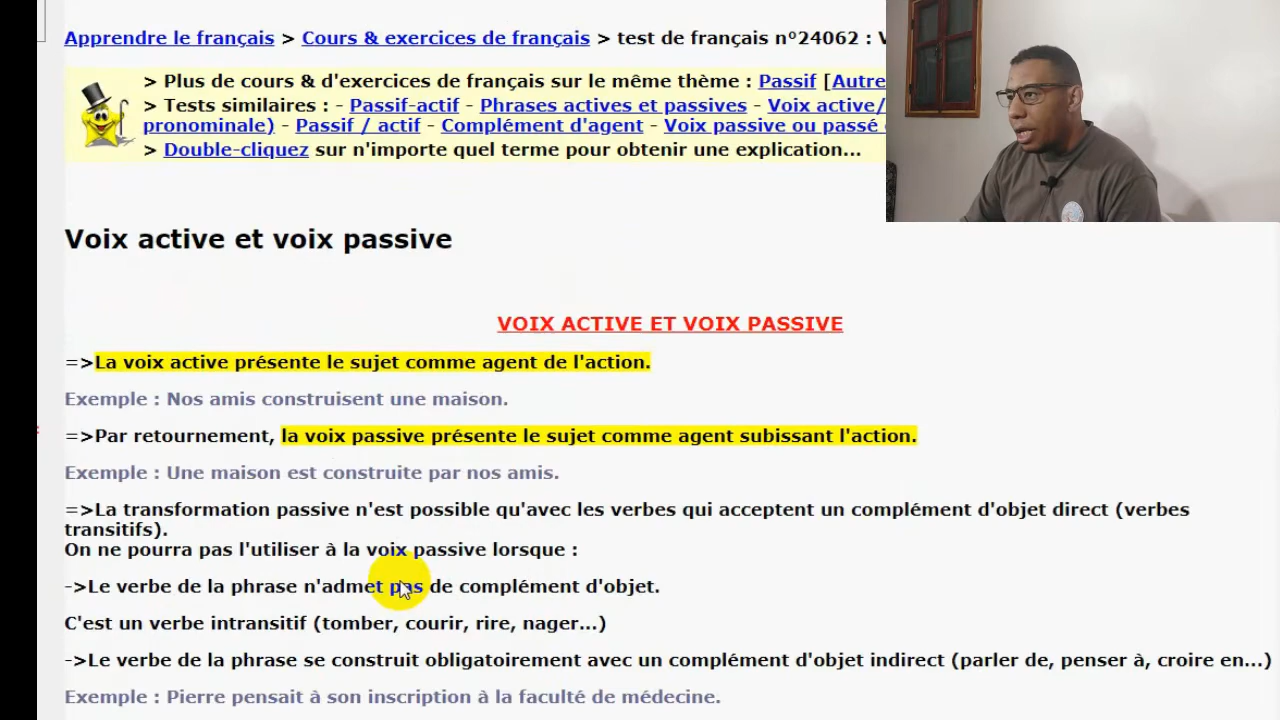 Apprendre le français > Cours & exercices de français > test de français n°24062 : V
> Plus de cours & d'exercices de français sur le même thème : Passif [Autre
> Tests similaires : - Passif-actif - Phrases actives et passives - Voix active/
pronominale) - Passif / actif - Complément d'agent - Voix passive ou passé
> Double-cliquez sur n'importe quel terme pour obtenir une explication...
Voix active et voix passive
VOIX ACTIVE ET VOIX PASSIVE
=>La voix active présente le sujet comme agent de l'action.
Exemple : Nos amis construisent une maison.
=>Par retournement, la voix passive présente le sujet comme agent subissant l'action.
Exemple : Une maison est construite par nos amis.
=>La transformation passive n'est possible qu'avec les verbes qui acceptent un complément d'objet direct (verbes
transitifs).
On ne pourra pas l'utiliser à la voix passive lorsque :
->Le verbe de la phrase n'admet pas de complément d'objet.
C'est un verbe intransitif (tomber, courir, rire, nager...)
->Le verbe de la phrase se construit obligatoirement avec un complément d'objet indirect (parler de, penser à, croire en...)
Exemple : Pierre pensait à son inscription à la faculté de médecine.